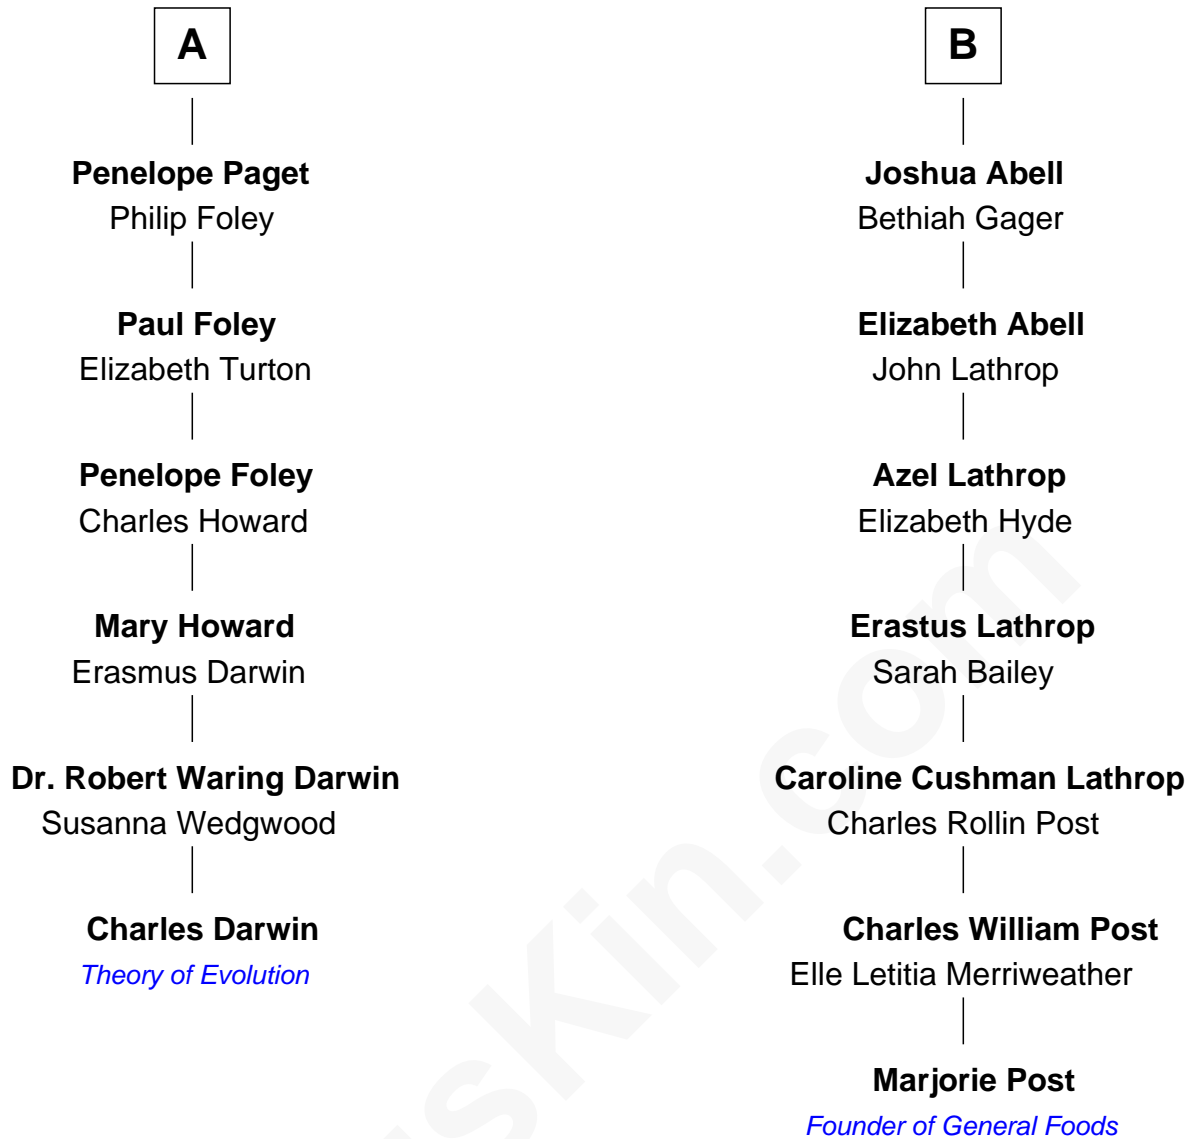 A
Penelope Paget
Philip Foley
Paul Foley
Elizabeth Turton
Penelope Foley
Charles Howard
Mary Howard
Erasmus Darwin
Dr. Robert Waring Darwin
Susanna Wedgwood
Charles Darwin
Theory of Evolution
B
Joshua Abell
Bethiah Gager
Elizabeth Abell
John Lathrop
Azel Lathrop
Elizabeth Hyde
Erastus Lathrop
Sarah Bailey
Caroline Cushman Lathrop
Charles Rollin Post
Charles William Post
Elle Letitia Merriweather
Marjorie Post
Founder of General Foods